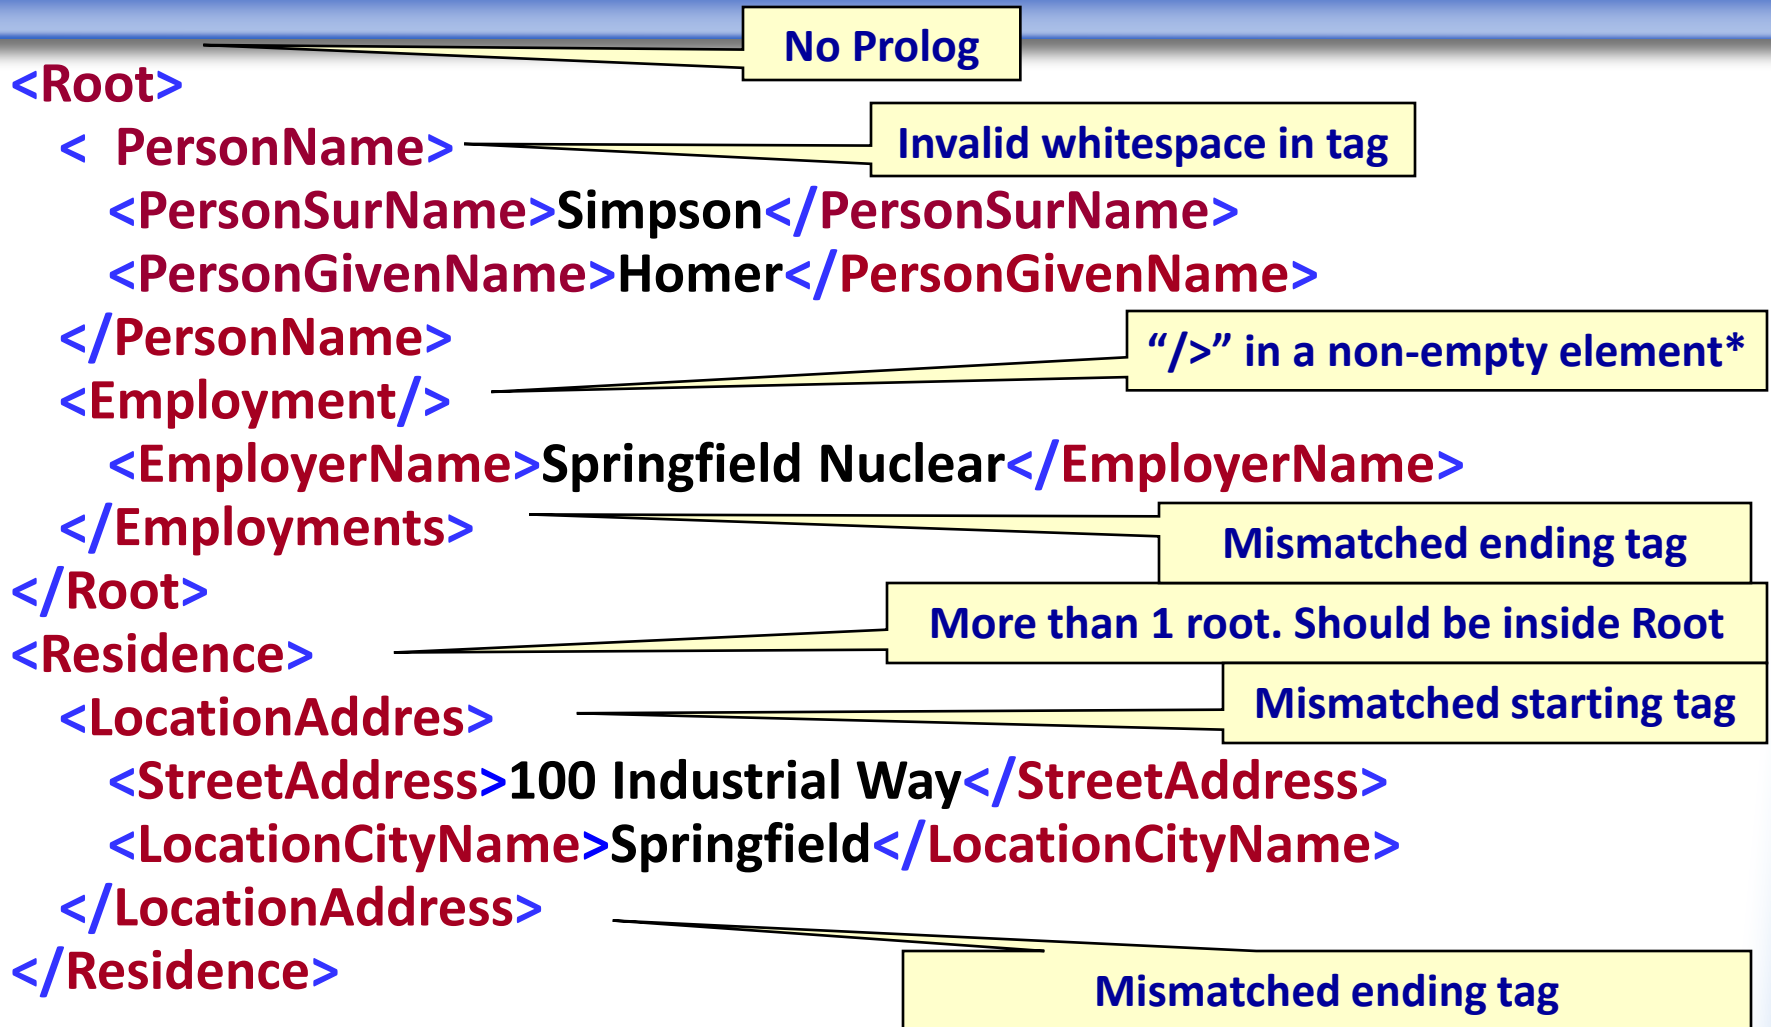 No Prolog
<Root>
< PersonName>
Invalid whitespace in tag
<PersonSurName>Simpson</PersonSurName>
<PersonGivenName>Homer</PersonGivenName>
</PersonName>
“/>” in a non-empty element*
<Employment/>
<EmployerName>Springfield Nuclear</EmployerName>
</Employments>
Mismatched ending tag
</Root>
More than 1 root. Should be inside Root
<Residence>
Mismatched starting tag
<LocationAddres>
<StreetAddress>100 Industrial Way</StreetAddress>
<LocationCityName>Springfield</LocationCityName>
</LocationAddress>
</Residence>
Mismatched ending tag